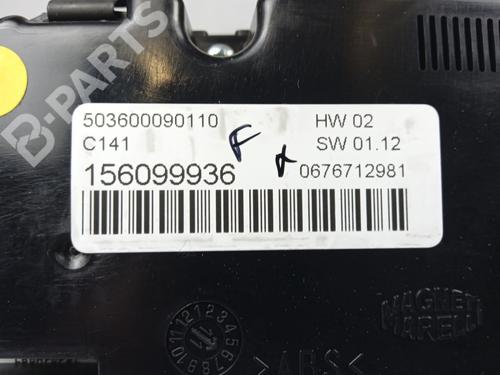 B-PARTS
503600090110 HW 02
C141 SW 01.12
156099936 0676712981
MAGNETI
MARELLI
>ABS<